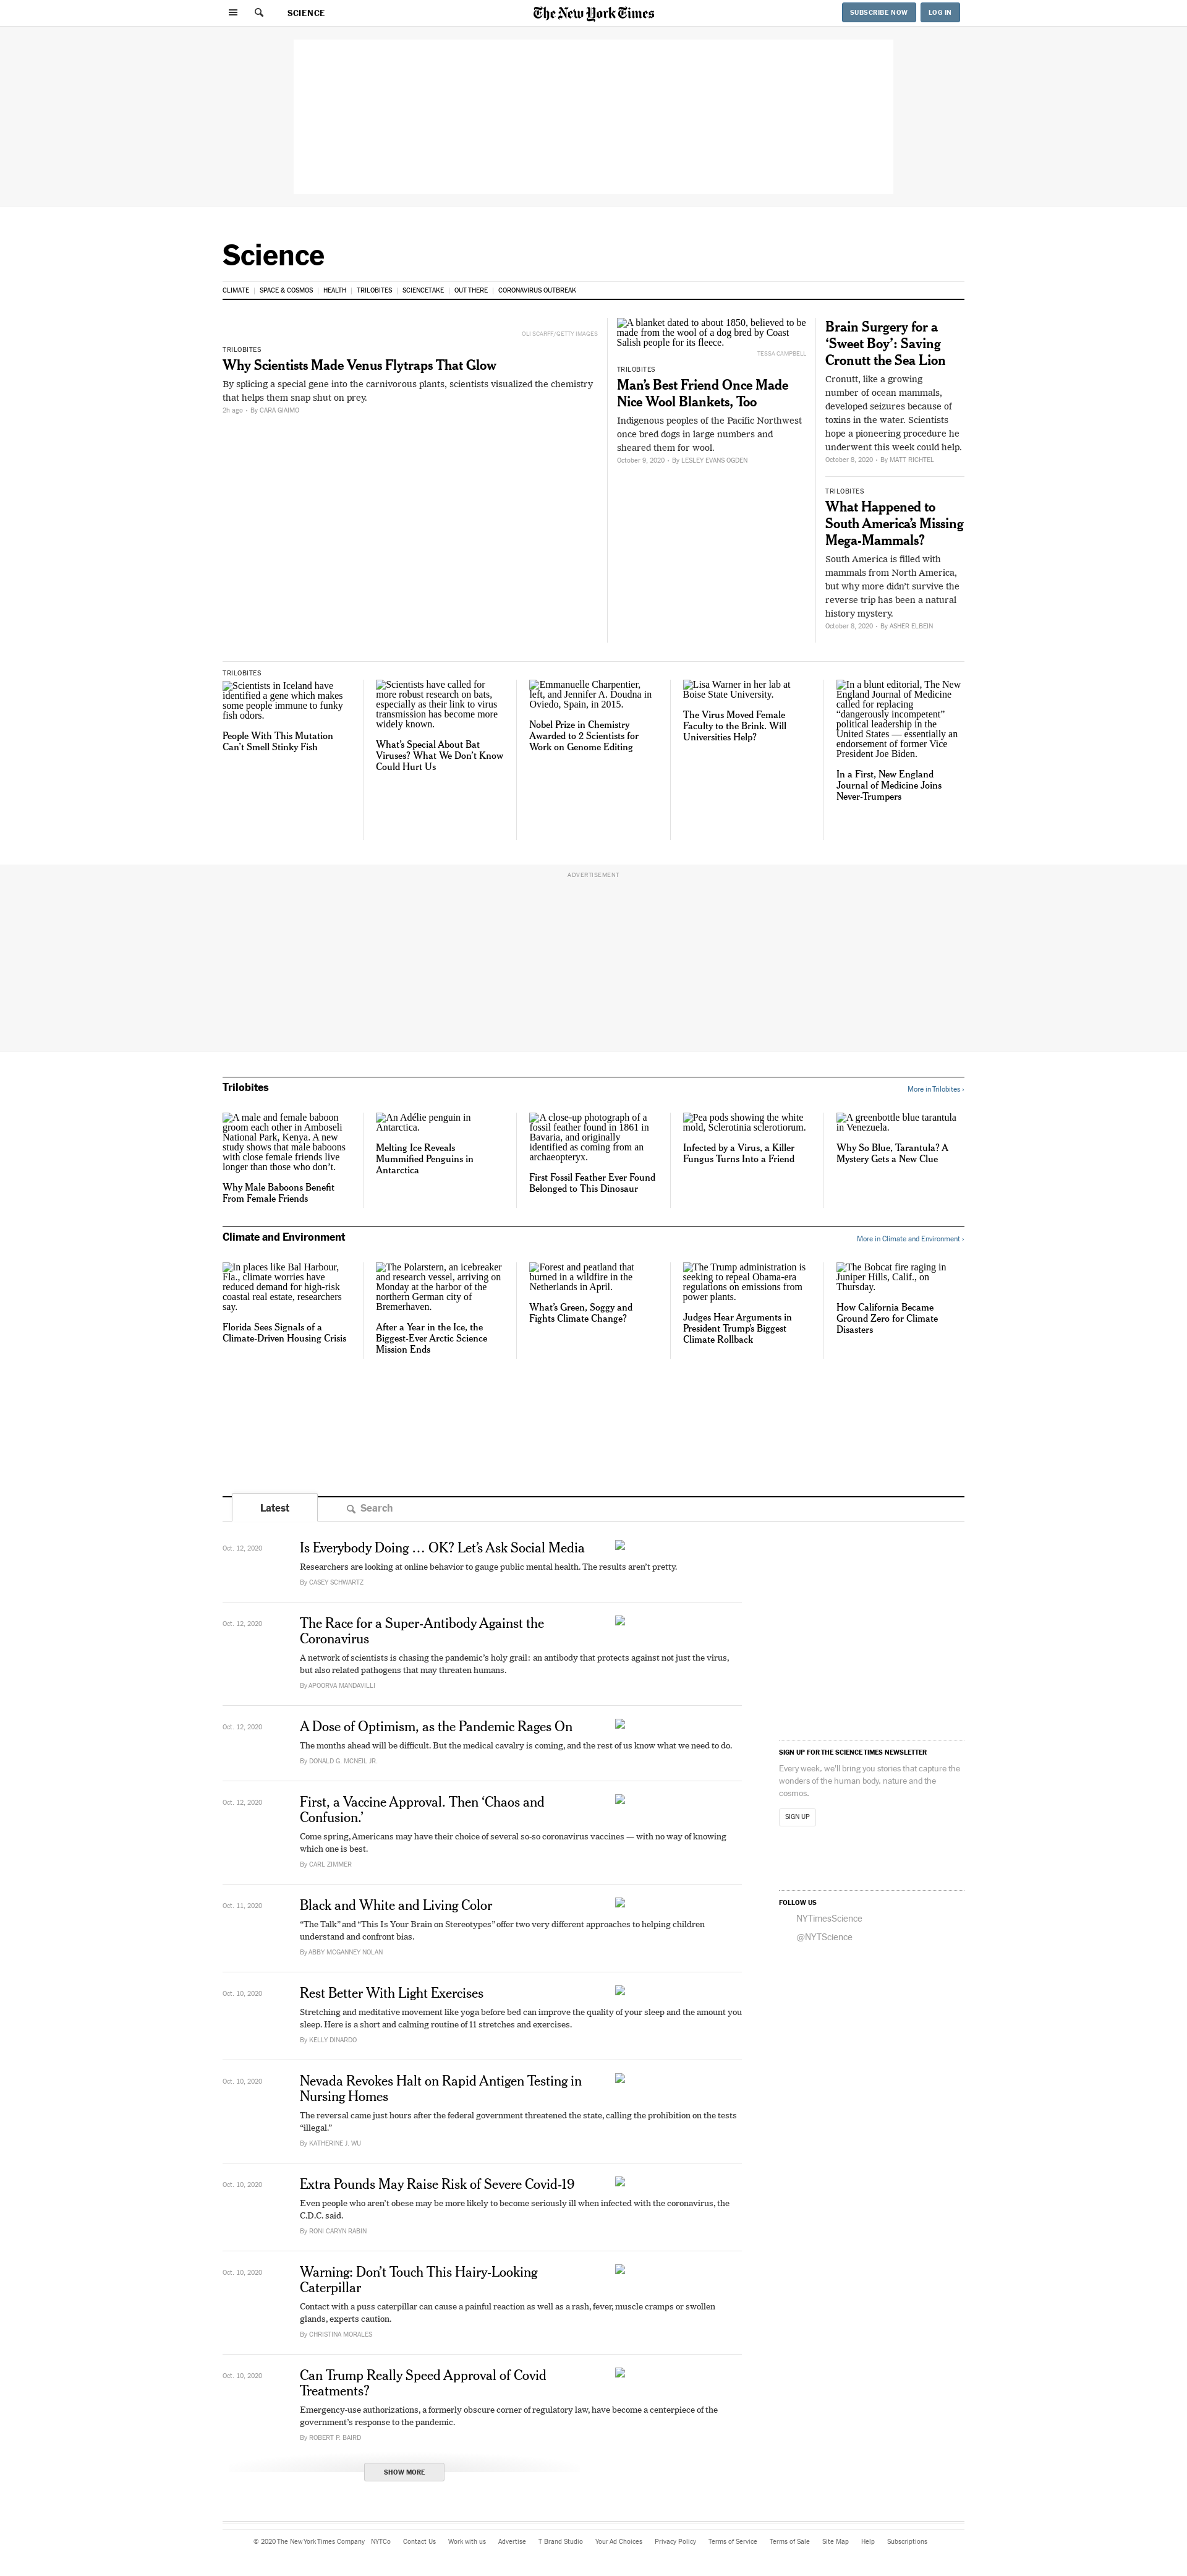 SCIENCE
The New York Times
SUBSCRIBE NOW
LOG IN
Science
CLIMATE | SPACE & COSMOS | HEALTH | TRILOBITES | SCIENCETAKE | OUT THERE | CORONAVIRUS OUTBREAK
OLI SCARFF/GETTY IMAGES
TRILOBITES
Why Scientists Made Venus Flytraps That Glow
By splicing a special gene into the carnivorous plants, scientists visualized the chemistry
that helps them snap shut on prey.
2h ago • By CARA GIAIMO
A blanket dated to about 1850, believed to be
made from the wool of a dog bred by Coast
Salish people for its fleece.
TESSA CAMPBELL
TRILOBITES
Man’s Best Friend Once Made
Nice Wool Blankets, Too
Indigenous peoples of the Pacific Northwest
once bred dogs in large numbers and
sheared them for wool.
October 9, 2020 • By LESLEY EVANS OGDEN
Brain Surgery for a
‘Sweet Boy’: Saving
Cronutt the Sea Lion
Cronutt, like a growing
number of ocean mammals,
developed seizures because of
toxins in the water. Scientists
hope a pioneering procedure he
underwent this week could help.
October 8, 2020 • By MATT RICHTEL
TRILOBITES
What Happened to
South America’s Missing
Mega-Mammals?
South America is filled with
mammals from North America,
but why more didn’t survive the
reverse trip has been a natural
history mystery.
October 8, 2020 • By ASHER ELBEIN
TRILOBITES
Scientists in Iceland have
identified a gene which makes
some people immune to funky
fish odors.
People With This Mutation
Can’t Smell Stinky Fish
Scientists have called for
more robust research on bats,
especially as their link to virus
transmission has become more
widely known.
What’s Special About Bat
Viruses? What We Don’t Know
Could Hurt Us
Emmanuelle Charpentier,
left, and Jennifer A. Doudna in
Oviedo, Spain, in 2015.
Nobel Prize in Chemistry
Awarded to 2 Scientists for
Work on Genome Editing
Lisa Warner in her lab at
Boise State University.
The Virus Moved Female
Faculty to the Brink. Will
Universities Help?
In a blunt editorial, The New
England Journal of Medicine
called for replacing
“dangerously incompetent”
political leadership in the
United States — essentially an
endorsement of former Vice
President Joe Biden.
In a First, New England
Journal of Medicine Joins
Never-Trumpers
ADVERTISEMENT
Trilobites
More in Trilobites ›
A male and female baboon
groom each other in Amboseli
National Park, Kenya. A new
study shows that male baboons
with close female friends live
longer than those who don’t.
Why Male Baboons Benefit
From Female Friends
An Adélie penguin in
Antarctica.
Melting Ice Reveals
Mummified Penguins in
Antarctica
A close-up photograph of a
fossil feather found in 1861 in
Bavaria, and originally
identified as coming from an
archaeopteryx.
First Fossil Feather Ever Found
Belonged to This Dinosaur
Pea pods showing the white
mold, Sclerotinia sclerotiorum.
Infected by a Virus, a Killer
Fungus Turns Into a Friend
A greenbottle blue tarantula
in Venezuela.
Why So Blue, Tarantula? A
Mystery Gets a New Clue
Climate and Environment
More in Climate and Environment ›
In places like Bal Harbour,
Fla., climate worries have
reduced demand for high-risk
coastal real estate, researchers
say.
Florida Sees Signals of a
Climate-Driven Housing Crisis
The Polarstern, an icebreaker
and research vessel, arriving on
Monday at the harbor of the
northern German city of
Bremerhaven.
After a Year in the Ice, the
Biggest-Ever Arctic Science
Mission Ends
Forest and peatland that
burned in a wildfire in the
Netherlands in April.
What’s Green, Soggy and
Fights Climate Change?
The Trump administration is
seeking to repeal Obama-era
regulations on emissions from
power plants.
Judges Hear Arguments in
President Trump’s Biggest
Climate Rollback
The Bobcat fire raging in
Juniper Hills, Calif., on
Thursday.
How California Became
Ground Zero for Climate
Disasters
Latest
Search
Oct. 12, 2020
Is Everybody Doing … OK? Let’s Ask Social Media
Researchers are looking at online behavior to gauge public mental health. The results aren’t pretty.
By CASEY SCHWARTZ
Oct. 12, 2020
The Race for a Super-Antibody Against the
Coronavirus
A network of scientists is chasing the pandemic’s holy grail: an antibody that protects against not just the virus,
but also related pathogens that may threaten humans.
By APOORVA MANDAVILLI
Oct. 12, 2020
A Dose of Optimism, as the Pandemic Rages On
The months ahead will be difficult. But the medical cavalry is coming, and the rest of us know what we need to do.
By DONALD G. MCNEIL JR.
Oct. 12, 2020
First, a Vaccine Approval. Then ‘Chaos and
Confusion.’
Come spring, Americans may have their choice of several so-so coronavirus vaccines — with no way of knowing
which one is best.
By CARL ZIMMER
Oct. 11, 2020
Black and White and Living Color
“The Talk” and “This Is Your Brain on Stereotypes” offer two very different approaches to helping children
understand and confront bias.
By ABBY MCGANNEY NOLAN
Oct. 10, 2020
Rest Better With Light Exercises
Stretching and meditative movement like yoga before bed can improve the quality of your sleep and the amount you
sleep. Here is a short and calming routine of 11 stretches and exercises.
By KELLY DINARDO
Oct. 10, 2020
Nevada Revokes Halt on Rapid Antigen Testing in
Nursing Homes
The reversal came just hours after the federal government threatened the state, calling the prohibition on the tests
“illegal.”
By KATHERINE J. WU
Oct. 10, 2020
Extra Pounds May Raise Risk of Severe Covid-19
Even people who aren’t obese may be more likely to become seriously ill when infected with the coronavirus, the
C.D.C. said.
By RONI CARYN RABIN
Oct. 10, 2020
Warning: Don’t Touch This Hairy-Looking
Caterpillar
Contact with a puss caterpillar can cause a painful reaction as well as a rash, fever, muscle cramps or swollen
glands, experts caution.
By CHRISTINA MORALES
Oct. 10, 2020
Can Trump Really Speed Approval of Covid
Treatments?
Emergency-use authorizations, a formerly obscure corner of regulatory law, have become a centerpiece of the
government’s response to the pandemic.
By ROBERT P. BAIRD
SHOW MORE
SIGN UP FOR THE SCIENCE TIMES NEWSLETTER
Every week, we’ll bring you stories that capture the
wonders of the human body, nature and the
cosmos.
SIGN UP
FOLLOW US
NYTimesScience
@NYTScience
© 2020 The New York Times Company NYTCo Contact Us Work with us Advertise T Brand Studio Your Ad Choices Privacy Policy Terms of Service Terms of Sale Site Map Help Subscriptions